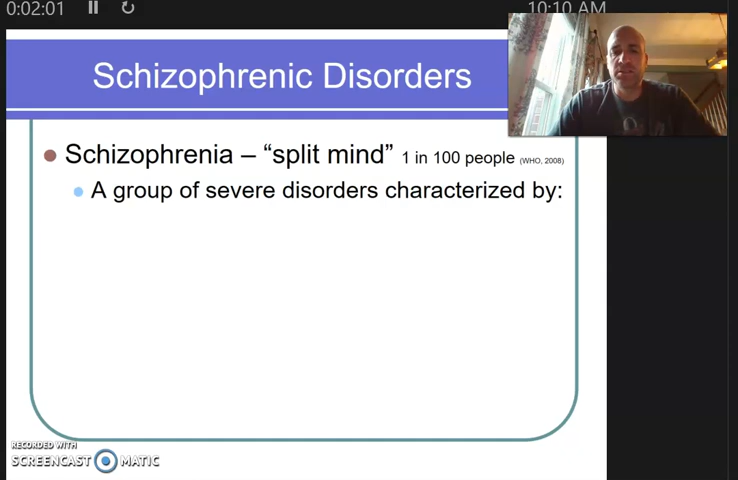 0:02:01
10:10 AM
Schizophrenic Disorders
Schizophrenia – “split mind” 1 in 100 people (WHO, 2008)
A group of severe disorders characterized by:
RECORDED WITH
SCREENCAST MATIC